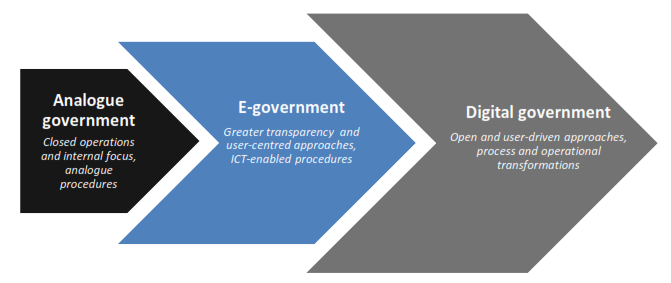 Analogue
government
Closed operations
and internal focus,
analogue
procedures
E-government
Greater transparency and
user-centred approaches,
ICT-enabled procedures
Digital government
Open and user-driven approaches,
process and operational
transformations